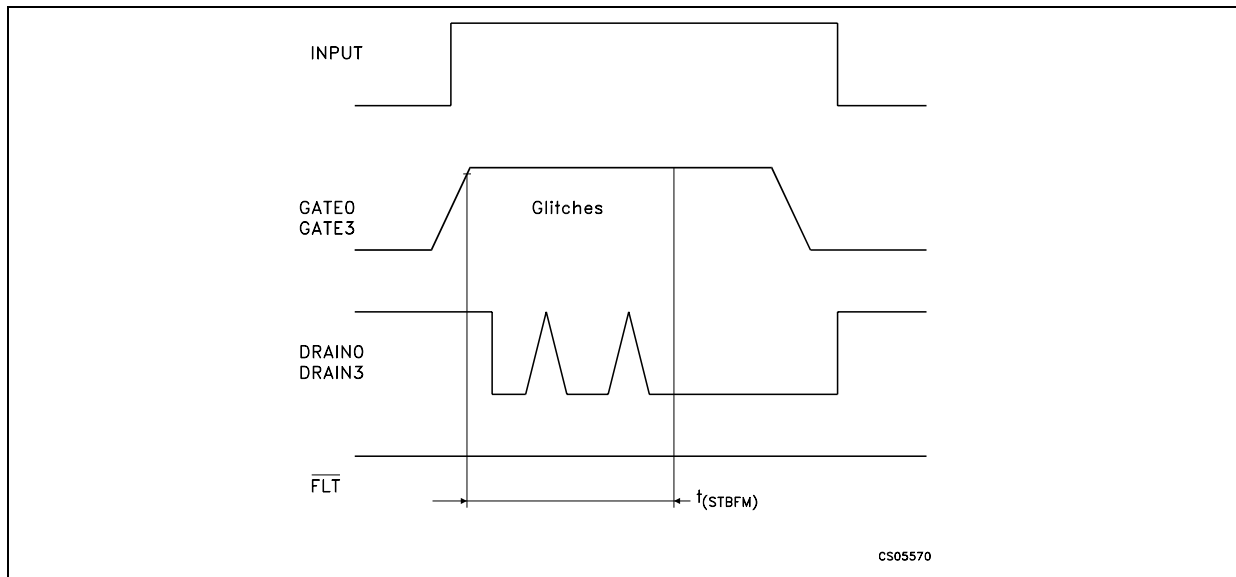 INPUT
GATE0
GATE3
Glitches
DRAIN0
DRAIN3
FLT
t(STBFM)
CS05570